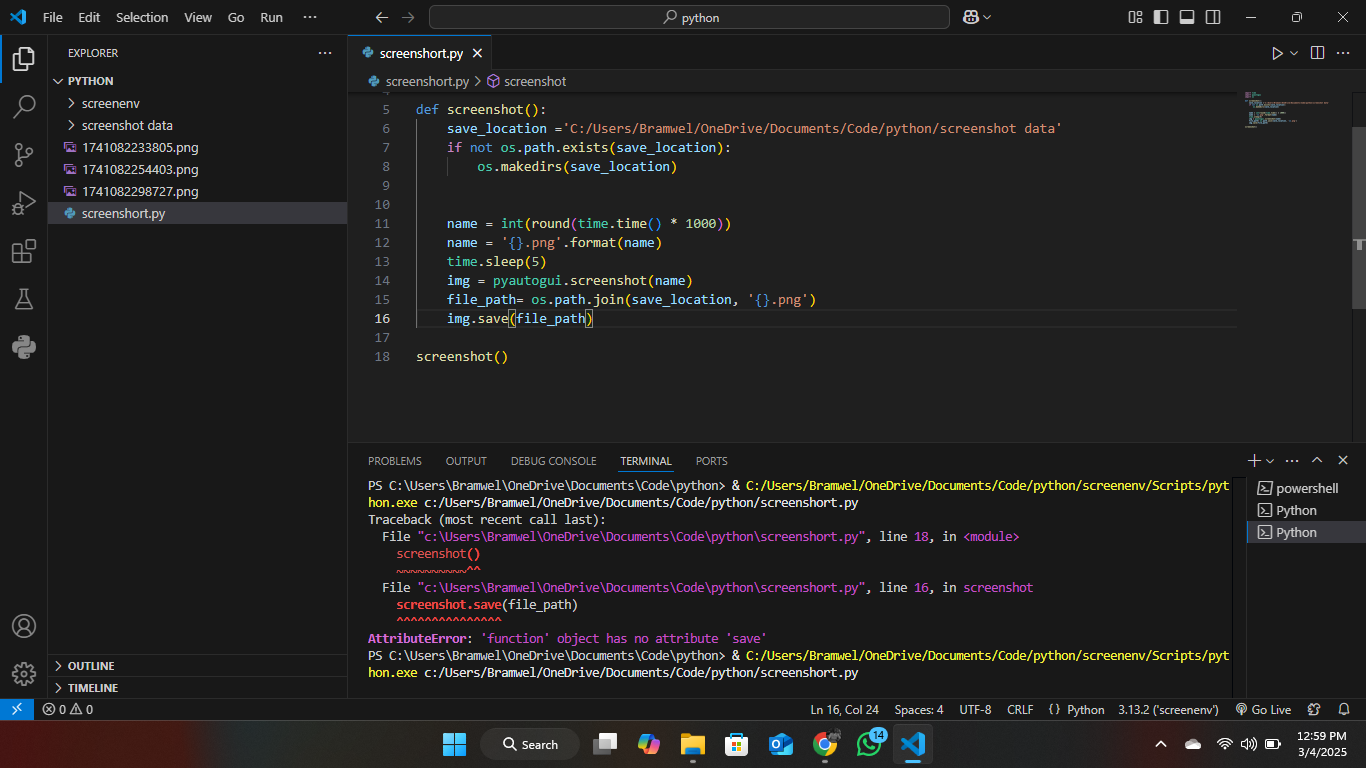 File Edit Selection View Go Run ··· python
EXPLORER ···
PYTHON
screenenv
screenshot data
1741082233805.png
1741082254403.png
1741082298727.png
screenshort.py
OUTLINE
TIMELINE
screenshort.py
screenshort.py > screenshot
5 def screenshot():
6 save_location ='C:/Users/Bramwel/OneDrive/Documents/Code/python/screenshot data'
7 if not os.path.exists(save_location):
8 os.makedirs(save_location)
9
10
11 name = int(round(time.time() * 1000))
12 name = '{}.png'.format(name)
13 time.sleep(5)
14 img = pyautogui.screenshot(name)
15 file_path= os.path.join(save_location, '{}.png')
16 img.save(file_path)
17
18 screenshot()
PROBLEMS OUTPUT DEBUG CONSOLE TERMINAL PORTS
PS C:\Users\Bramwel\OneDrive\Documents\Code\python> & C:/Users/Bramwel/OneDrive/Documents/Code/python/screenenv/Scripts/pyt
hon.exe c:/Users/Bramwel/OneDrive/Documents/Code/python/screenshort.py
Traceback (most recent call last):
File "c:\Users\Bramwel\OneDrive\Documents\Code\python\screenshort.py", line 18, in <module>
screenshot()
~~~~~~~~~~^^
File "c:\Users\Bramwel\OneDrive\Documents\Code\python\screenshort.py", line 16, in screenshot
screenshot.save(file_path)
^^^^^^^^^^^^^^^
AttributeError: 'function' object has no attribute 'save'
PS C:\Users\Bramwel\OneDrive\Documents\Code\python> & C:/Users/Bramwel/OneDrive/Documents/Code/python/screenenv/Scripts/pyt
hon.exe c:/Users/Bramwel/OneDrive/Documents/Code/python/screenshort.py
powershell
Python
Python
0 0 Ln 16, Col 24 Spaces: 4 UTF-8 CRLF {} Python 3.13.2 ('screenenv') Go Live
Search 14 12:59 PM
3/4/2025